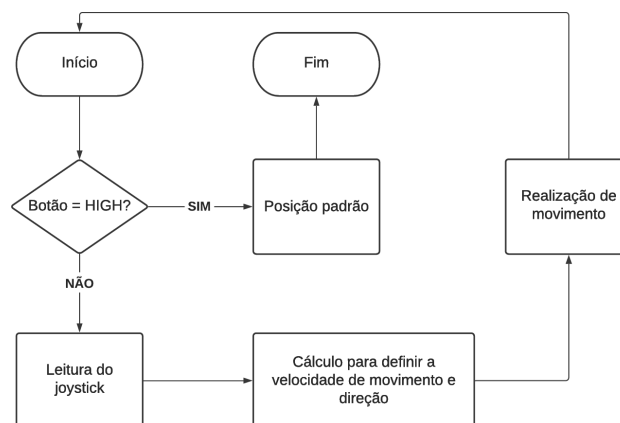 Início
Fim
Botão = HIGH?
SIM
Posição padrão
Realização de
movimento
NÃO
Leitura do
joystick
Cálculo para definir a
velocidade de movimento e
direção